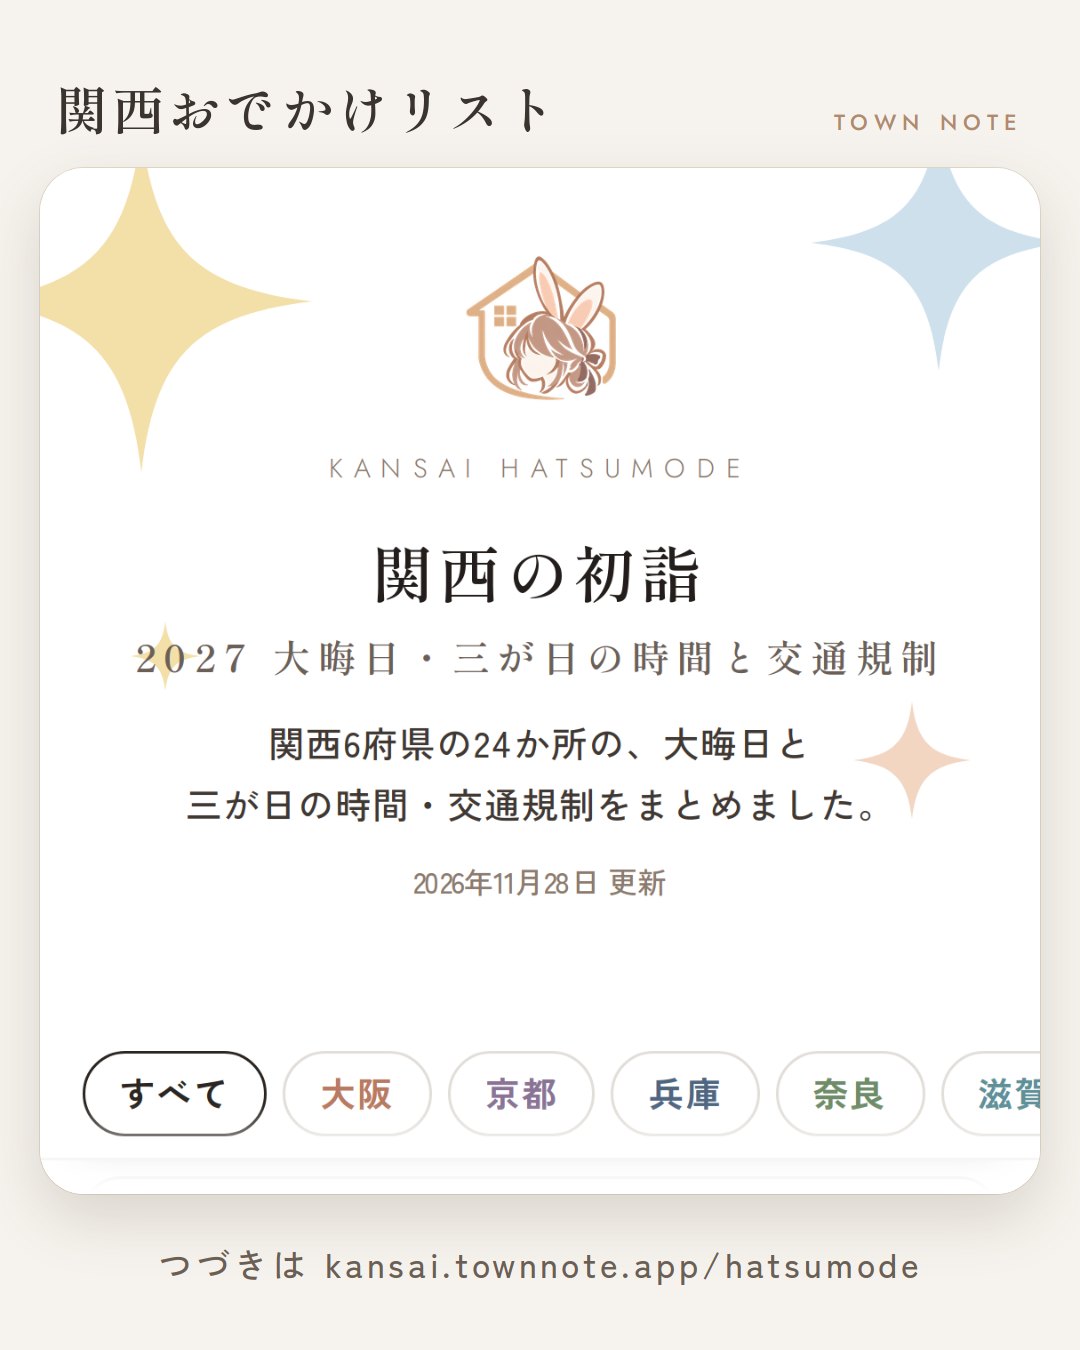 関西おでかけリスト
TOWN NOTE
KANSAI HATSUMODE
関西の初詣
2027 大晦日・三が日の時間と交通規制
関西6府県の24か所の、大晦日と
三が日の時間・交通規制をまとめました。
2026年11月28日 更新
すべて 大阪 京都 兵庫 奈良 滋賀
つづきは kansai.townnote.app/hatsumode